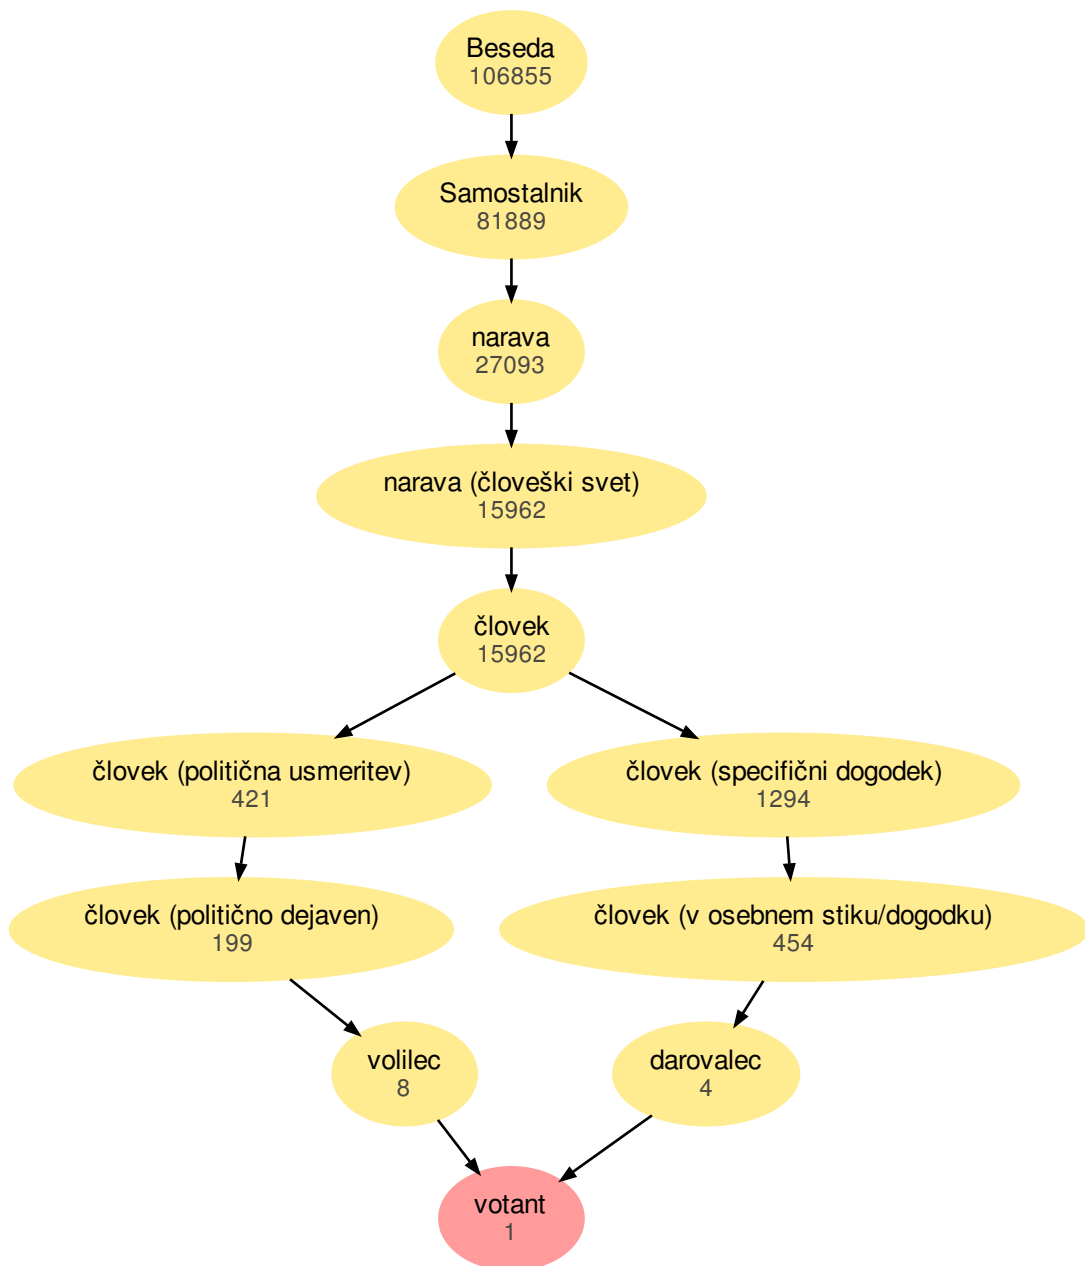 Beseda
106855
Samostalnik
81889
narava
27093
narava (človeški svet)
15962
človek
15962
človek (politična usmeritev)
421
človek (specifični dogodek)
1294
človek (politično dejaven)
199
človek (v osebnem stiku/dogodku)
454
volilec
8
darovalec
4
votant
1